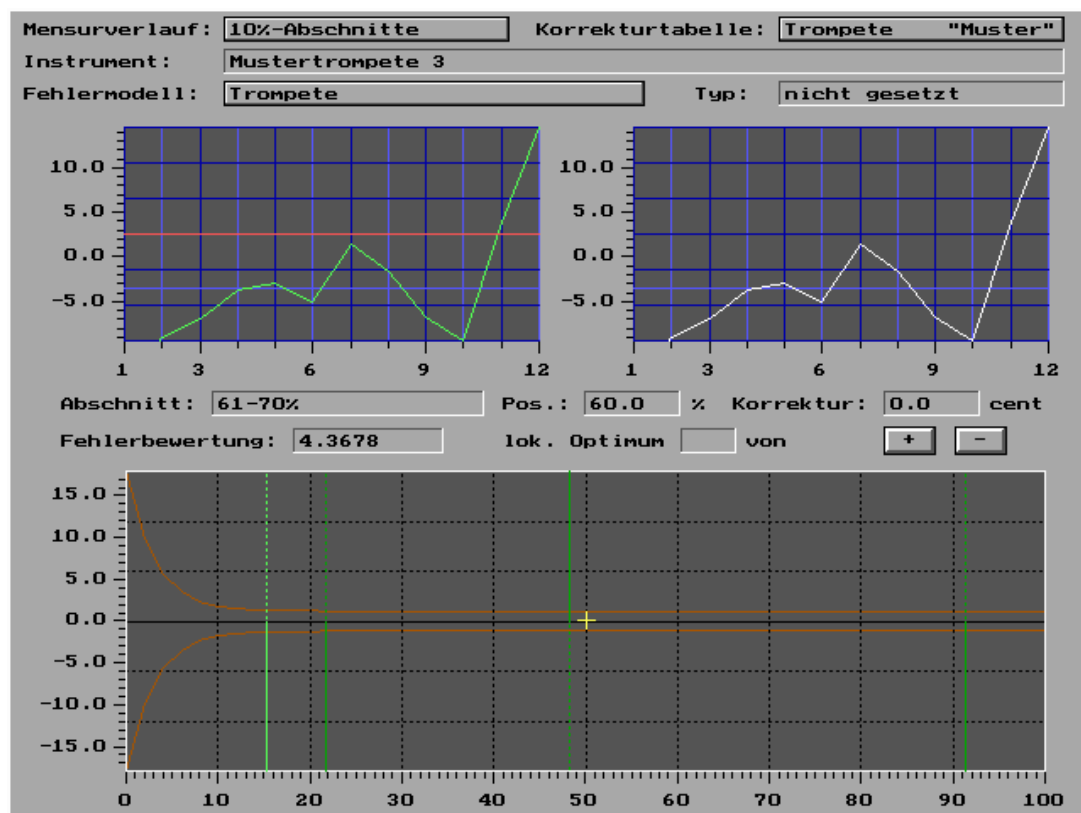 Mensurverlauf: 10%-Abschnitte Korrekturtabelle: Trompete "Muster"
Instrument: Mustertrompete 3
Fehlermodell: Trompete Typ: nicht gesetzt
10.0 10.0
5.0 5.0
0.0 0.0
-5.0 -5.0
1 3 6 9 12 1 3 6 9 12
Abschnitt: 61-70% Pos.: 60.0 % Korrektur: 0.0 cent
Fehlerbewertung: 4.3678 lok. Optimum von + -
15.0
10.0
5.0
0.0
-5.0
-10.0
-15.0
0 10 20 30 40 50 60 70 80 90 100